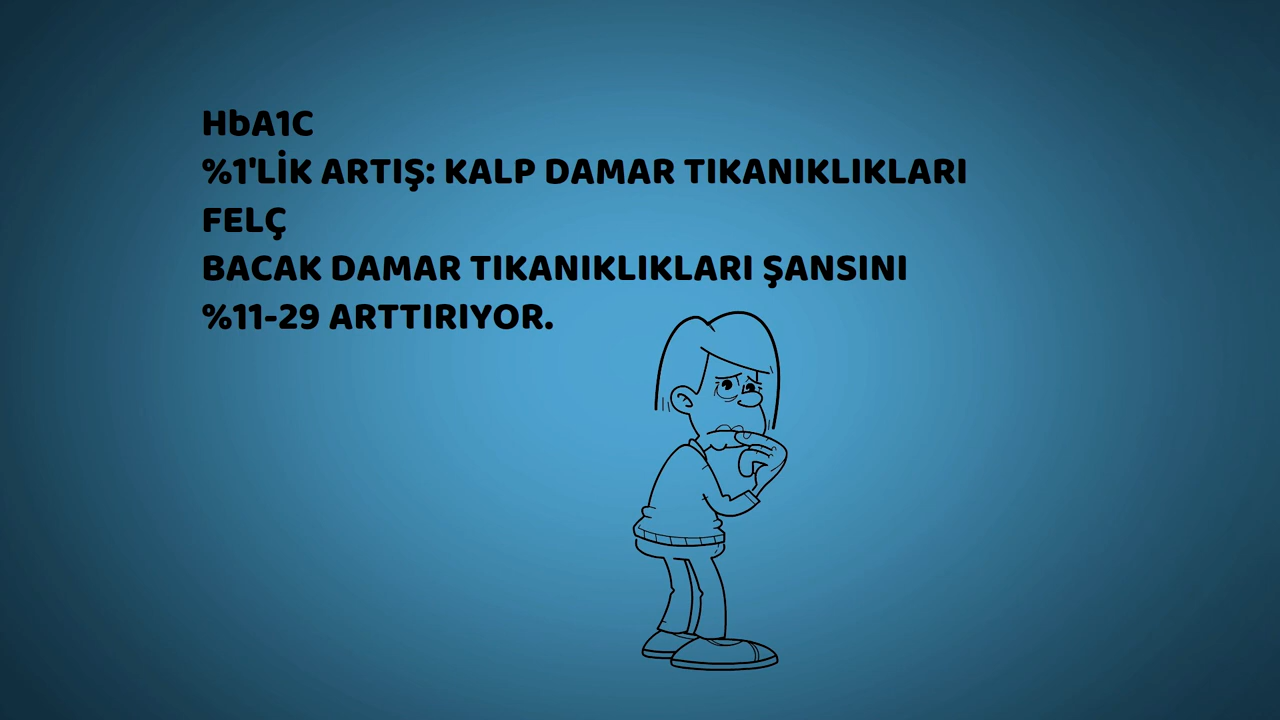 HbA1C
%1'LİK ARTIŞ: KALP DAMAR TIKANIKLIKLARI
FELÇ
BACAK DAMAR TIKANIKLIKLARI ŞANSINI
%11-29 ARTTIRIYOR.